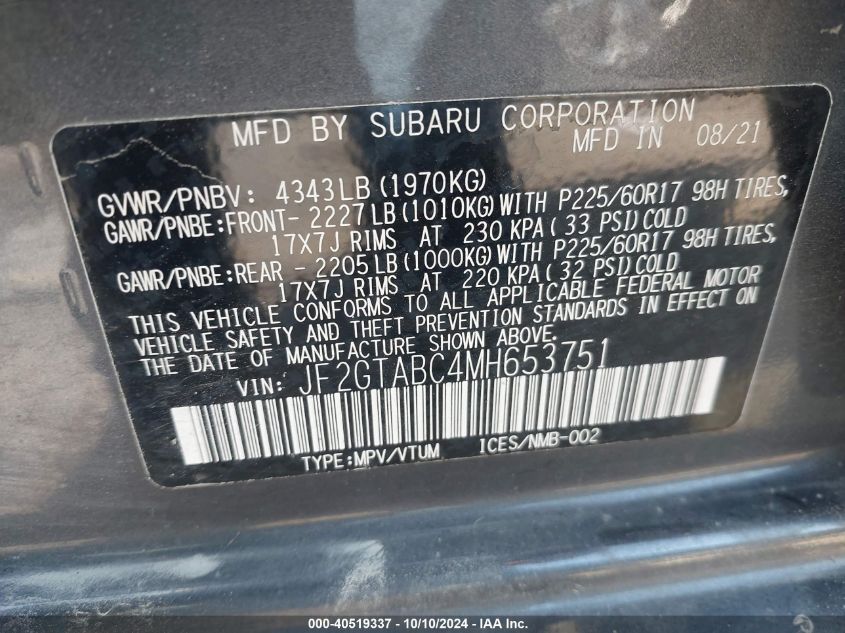 MFD BY SUBARU CORPORATION
MFD IN 08/21
GVWR/PNBV: 4343LB (1970KG)
GAWR/PNBE:FRONT- 2227LB (1010KG) WITH P225/60R17 98H TIRES,
17X7J RIMS AT 230 KPA ( 33 PSI) COLD
GAWR/PNBE:REAR - 2205LB (1000KG) WITH P225/60R17 98H TIRES,
17X7J RIMS AT 220 KPA ( 32 PSI) COLD
THIS VEHICLE CONFORMS TO ALL APPLICABLE FEDERAL MOTOR
VEHICLE SAFETY AND THEFT PREVENTION STANDARDS IN EFFECT ON
THE DATE OF MANUFACTURE SHOWN ABOVE.
VIN: JF2GTABC4MH653751
TYPE:MPV/VTUM ICES/NMB-002
000-40519337 - 10/10/2024 - IAAI.com